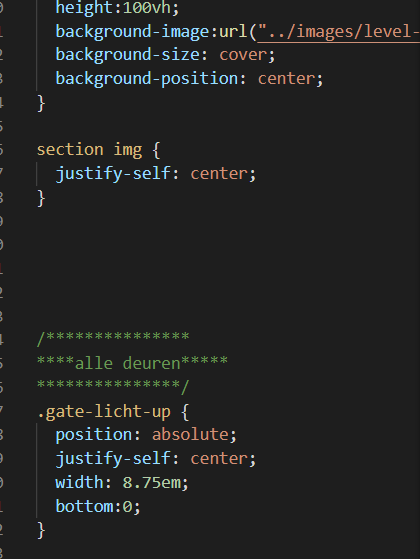 height:100vh;
background-image:url("../images/level-
background-size: cover;
background-position: center;
}
section img {
justify-self: center;
}
/***************
****alle deuren*****
***************/
.gate-licht-up {
position: absolute;
justify-self: center;
width: 8.75em;
bottom:0;
}